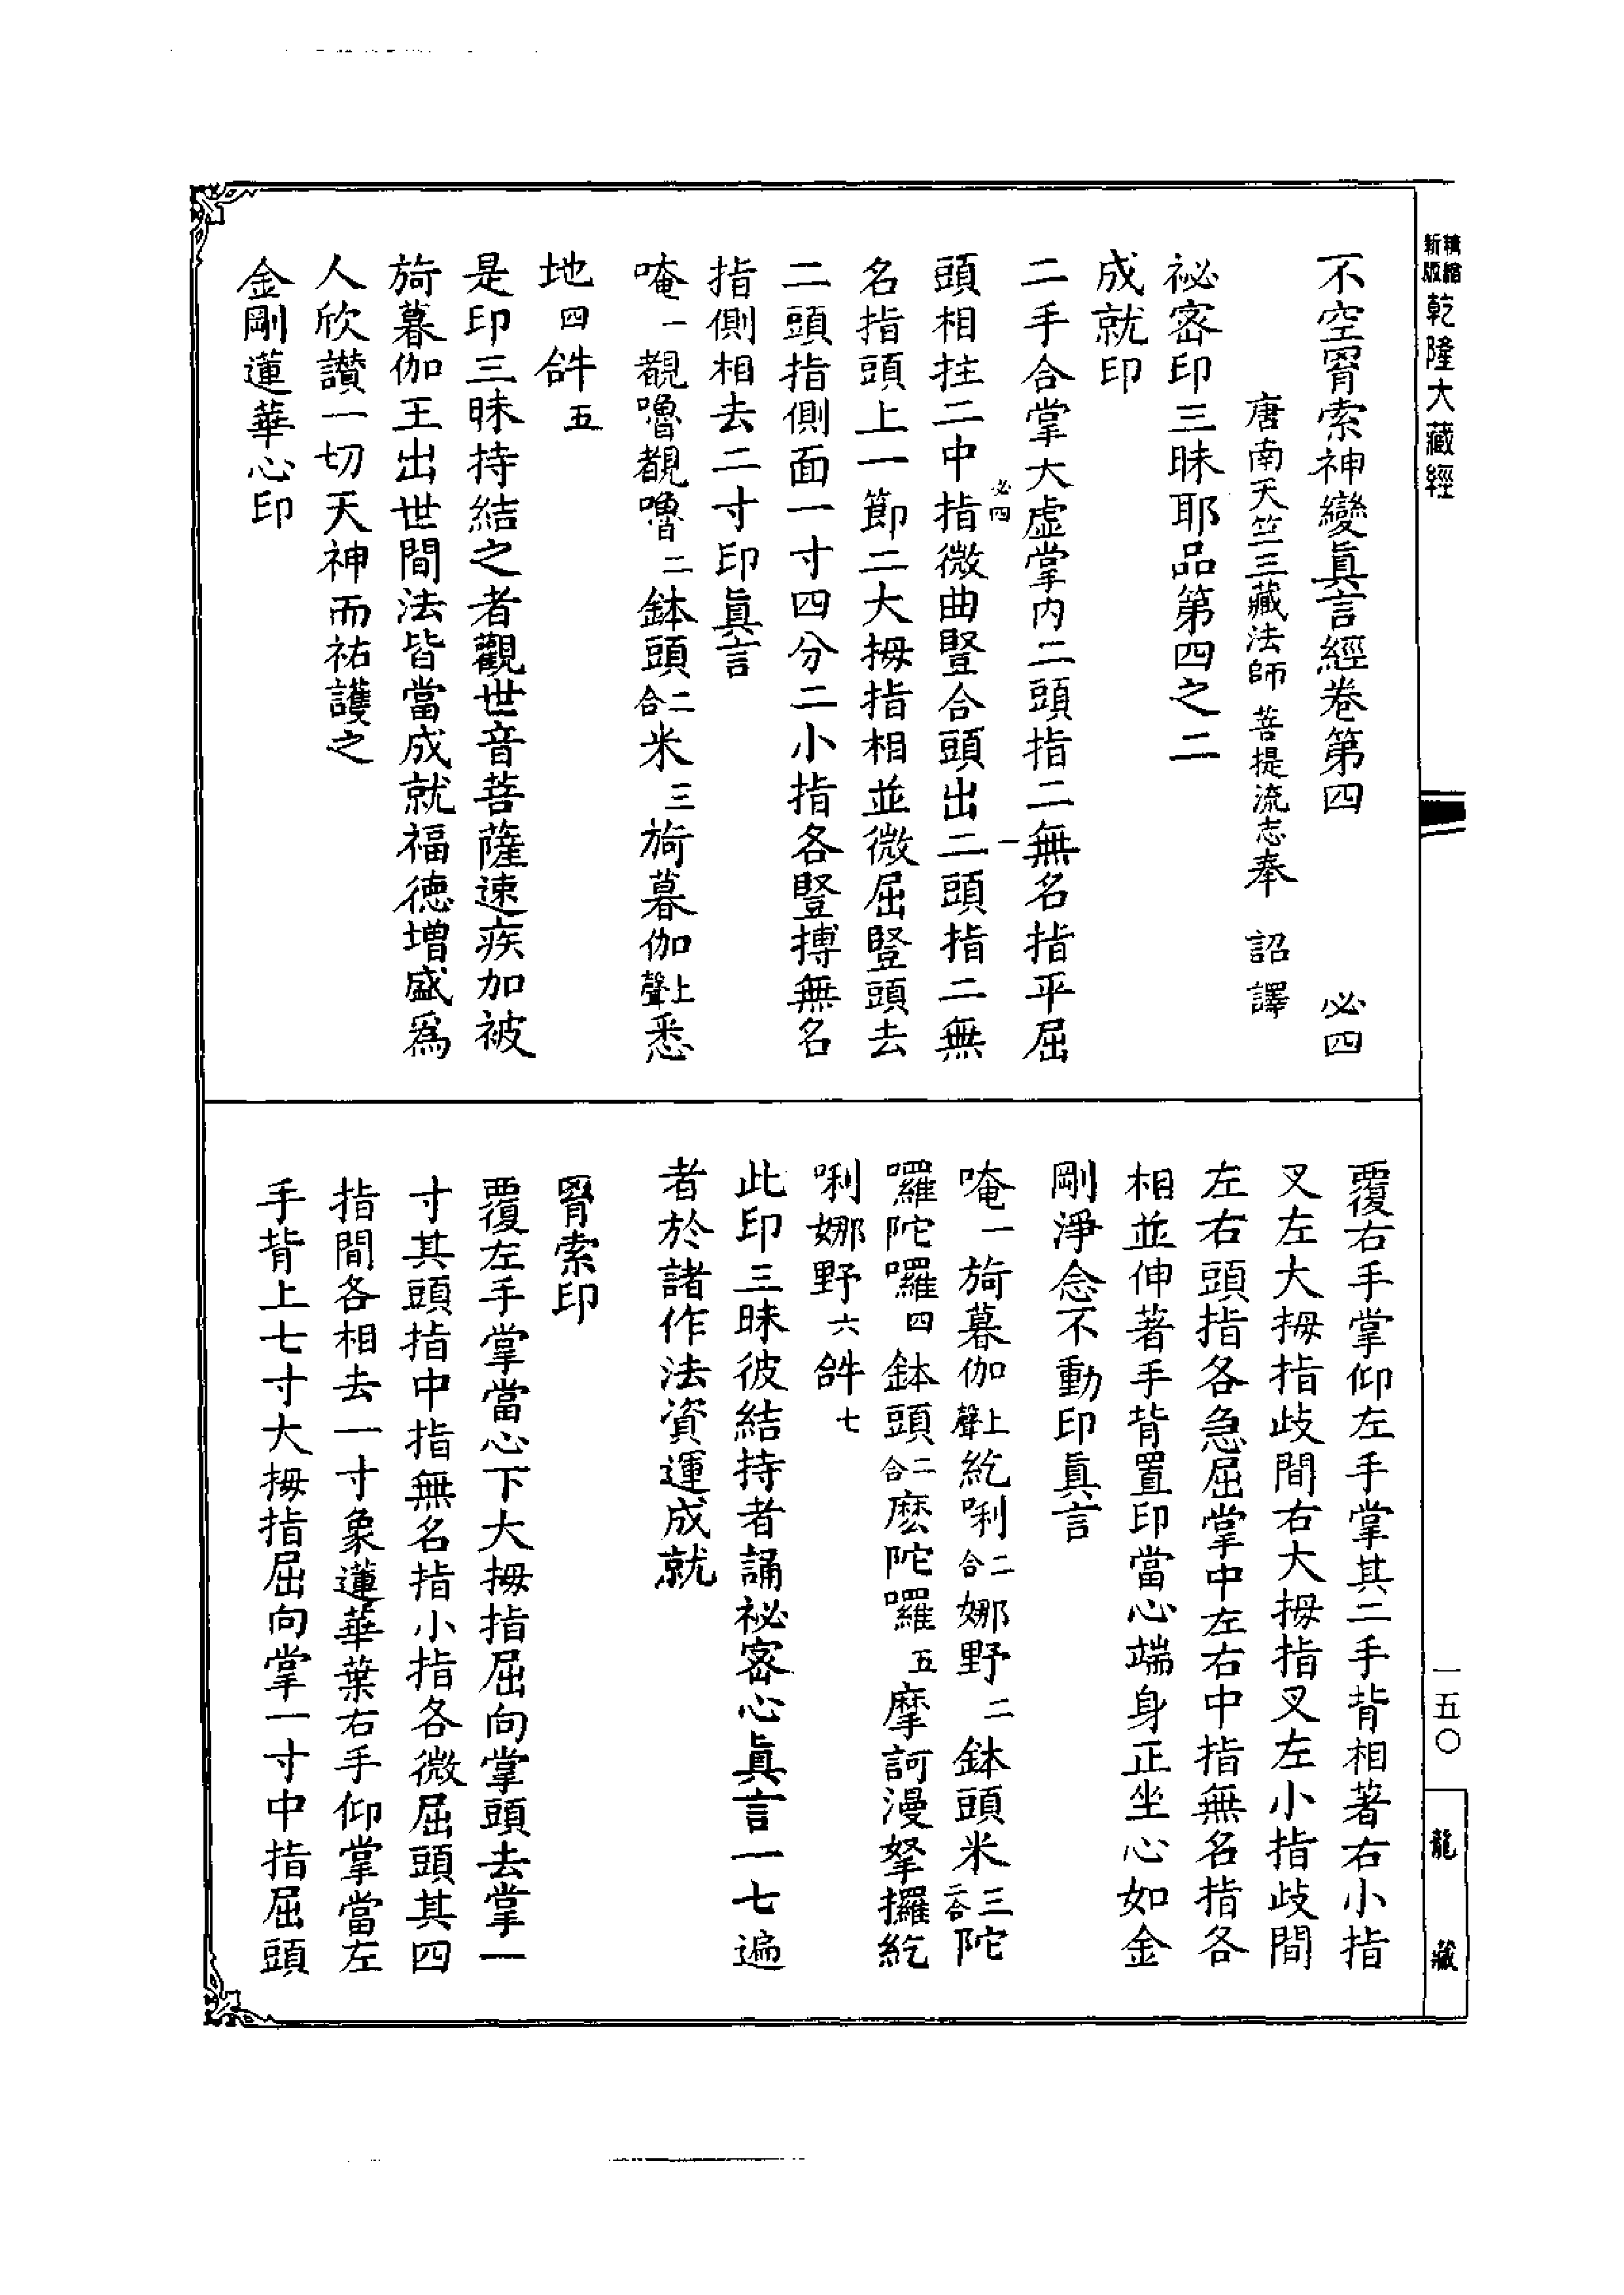 精縮
新版
乾隆大藏經
不空罥索神變眞言經卷第四 必四
唐南天竺三藏法師菩提流志奉 詔譯
祕密印三昧耶品第四之二
成就印
二手合掌大虛掌内二頭指二無名指平屈
必四 一
頭相拄二中指微曲豎合頭出二頭指二無
名指頭上一節二大拇指相並微屈豎頭去
二頭指側面一寸四分二小指各豎搏無名
指側相去二寸印眞言
唵一覩嚕覩嚕二鉢頭二合米三旖暮伽上聲悉
地四𤙖五
是印三昧持結之者觀世音菩薩速疾加被
旖暮伽王出世間法皆當成就福德增盛爲
人欣讚一切天神而祐護之
金剛蓮華心印
覆右手掌仰左手掌其二手背相著右小指
叉左大拇指歧間右大拇指叉左小指歧間
左右頭指各急屈掌中左右中指無名指各
相並伸著手背置印當心端身正坐心如金
剛淨念不動印眞言
唵一旖暮伽上聲紇唎二合娜野二鉢頭米三二合陀
囉陀囉四鉢頭二合麽陀囉五摩訶漫拏攞紇
唎娜野六𤙖七
此印三昧彼結持者誦祕密心眞言一七遍
者於諸作法資運成就
罥索印
覆左手掌當心下大拇指屈向掌頭去掌一
寸其頭指中指無名指小指各微屈頭其四
指間各相去一寸象蓮華葉右手仰掌當左
手背上七寸大拇指屈向掌一寸中指屈頭
一五〇
龍藏